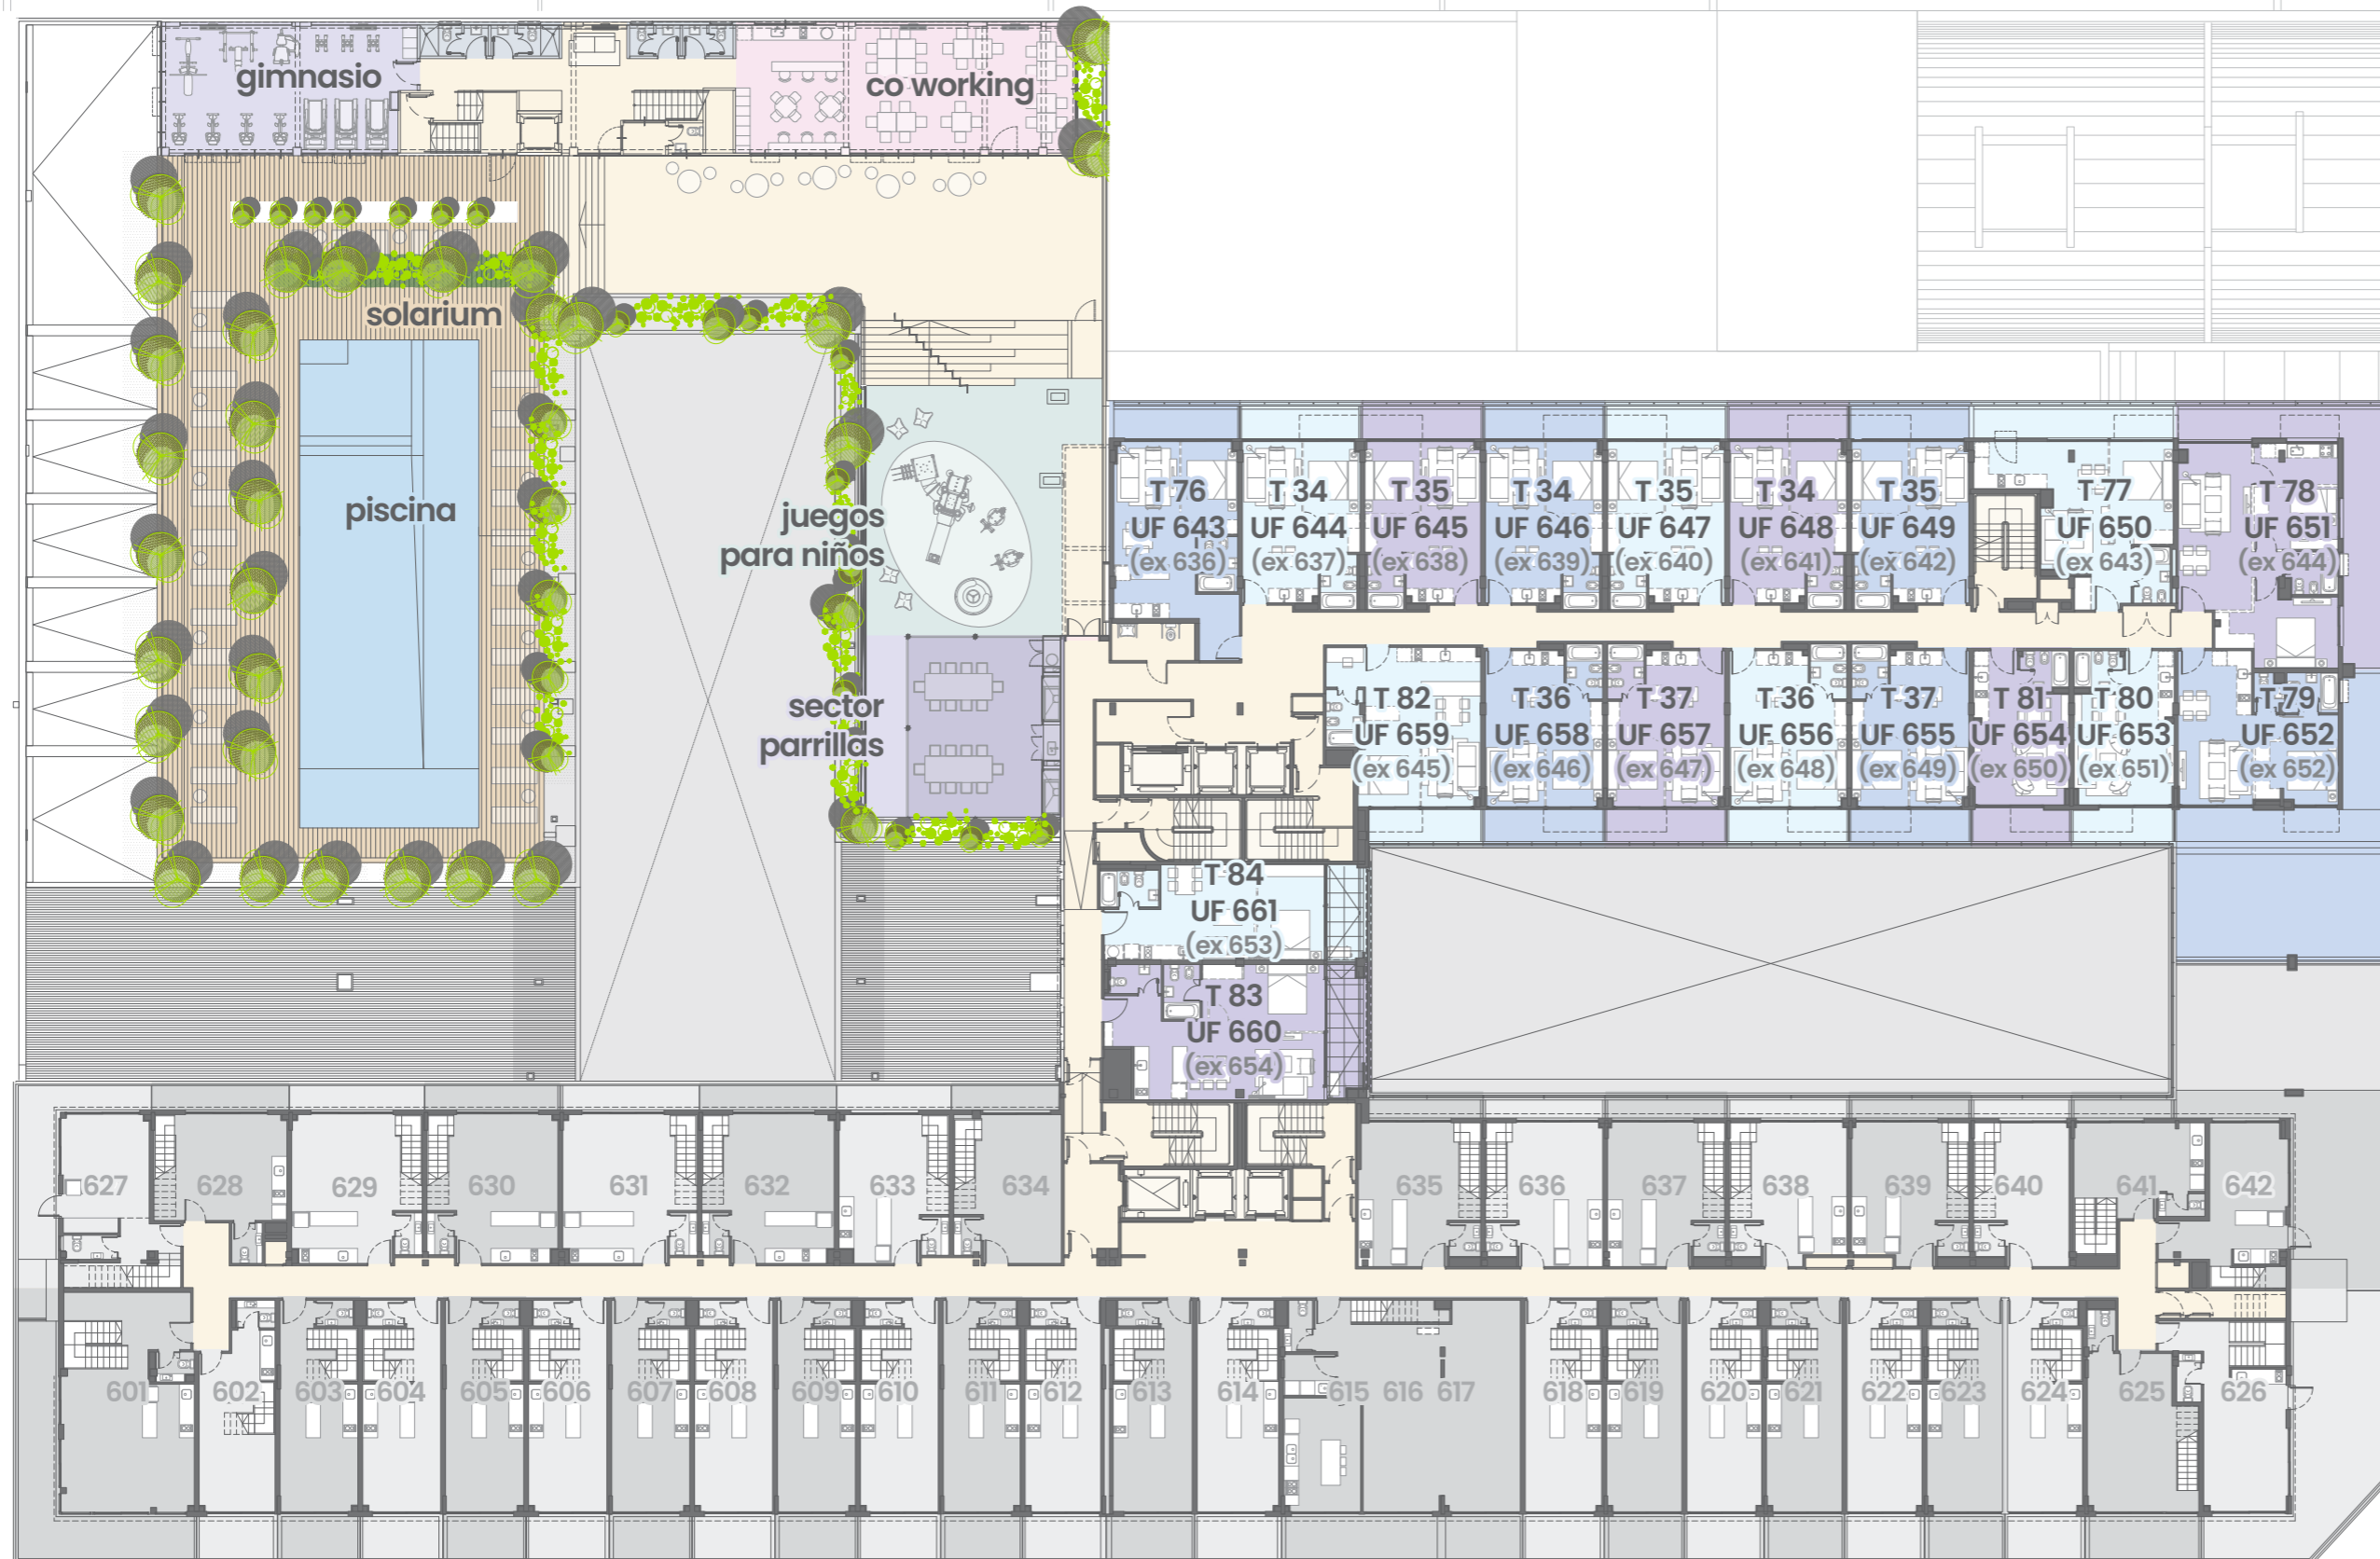 gimnasio
co working
solarium
piscina
juegos
para niños
sector
parrillas
T 76
UF 643
(ex 636)
T 34
UF 644
(ex 637)
T 35
UF 645
(ex 638)
T 34
UF 646
(ex 639)
T 35
UF 647
(ex 640)
T 34
UF 648
(ex 641)
T 35
UF 649
(ex 642)
T 77
UF 650
(ex 643)
T 78
UF 651
(ex 644)
T 82
UF 659
(ex 645)
T 36
UF 658
(ex 646)
T 37
UF 657
(ex 647)
T 36
UF 656
(ex 648)
T 37
UF 655
(ex 649)
T 81
UF 654
(ex 650)
T 80
UF 653
(ex 651)
T 79
UF 652
(ex 652)
T 84
UF 661
(ex 653)
T 83
UF 660
(ex 654)
627
628
629
630
631
632
633
634
635
636
637
638
639
640
641
642
601
602
603
604
605
606
607
608
609
610
611
612
613
614
615
616
617
618
619
620
621
622
623
624
625
626